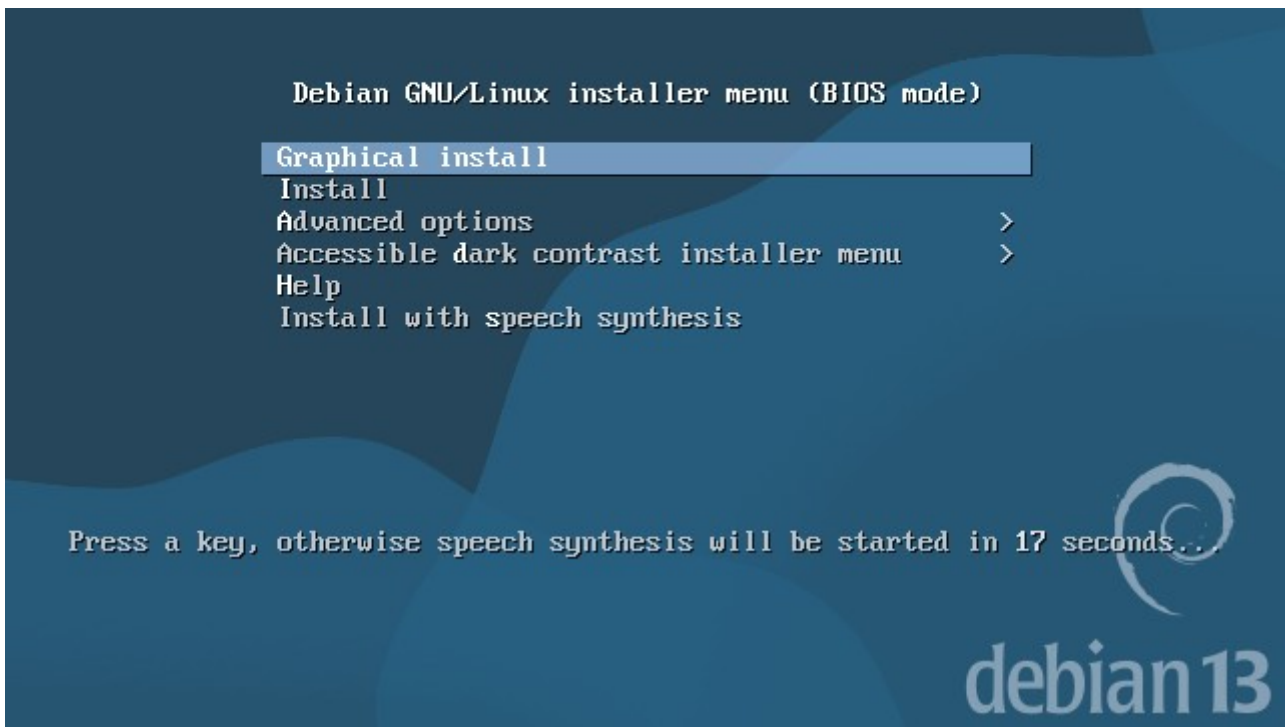 Debian GNU/Linux installer menu (BIOS mode)
Graphical install
Install
Advanced options >
Accessible dark contrast installer menu >
Help
Install with speech synthesis
Press a key, otherwise speech synthesis will be started in 17 seconds...
debian 13